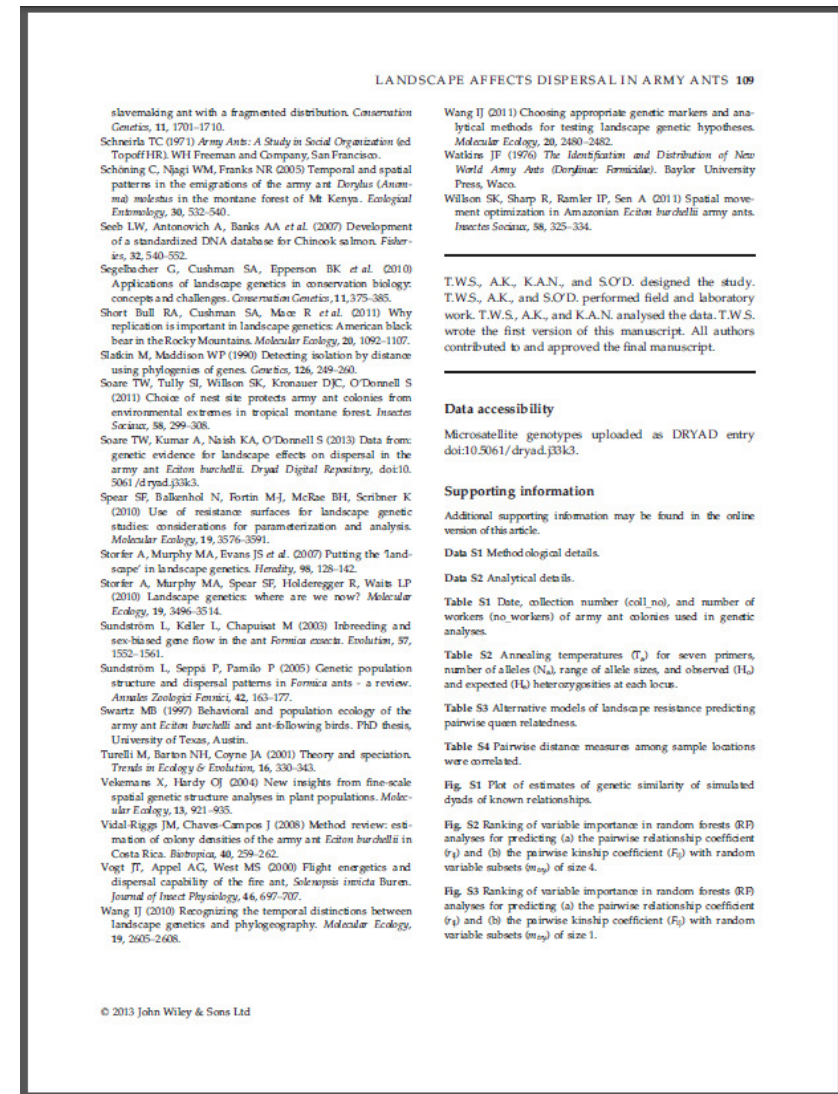 LANDSCAPE AFFECTS DISPERSAL IN ARMY ANTS 109
slavemaking ant with a fragmented distribution. Conservation
Genetics, 11, 1701–1710.
Schneirla TC (1971) Army Ants: A Study in Social Organization (ed
Topoff HR). WH Freeman and Company, San Francisco.
Schöning C, Njagi WM, Franks NR (2005) Temporal and spatial
patterns in the emigrations of the army ant Dorylus (Anom-
ma) molestus in the montane forest of Mt Kenya. Ecological
Entomology, 30, 532–540.
Seeb LW, Antonovich A, Banks AA et al. (2007) Development
of a standardized DNA database for Chinook salmon. Fisher-
ies, 32, 540–552.
Segelbacher G, Cushman SA, Epperson BK et al. (2010)
Applications of landscape genetics in conservation biology:
concepts and challenges. Conservation Genetics, 11, 375–385.
Short Bull RA, Cushman SA, Mace R et al. (2011) Why
replication is important in landscape genetics: American black
bear in the Rocky Mountains. Molecular Ecology, 20, 1092–1107.
Slatkin M, Maddison WP (1990) Detecting isolation by distance
using phylogenies of genes. Genetics, 126, 249–260.
Soare TW, Tully SI, Willson SK, Kronauer DJC, O'Donnell S
(2011) Choice of nest site protects army ant colonies from
environmental extremes in tropical montane forest. Insectes
Sociaux, 58, 299–308.
Soare TW, Kumar A, Naish KA, O'Donnell S (2013) Data from:
genetic evidence for landscape effects on dispersal in the
army ant Eciton burchellii. Dryad Digital Repository, doi:10.
5061/dryad.j33k3.
Spear SF, Balkenhol N, Fortin M-J, McRae BH, Scribner K
(2010) Use of resistance surfaces for landscape genetic
studies: considerations for parameterization and analysis.
Molecular Ecology, 19, 3576–3591.
Storfer A, Murphy MA, Evans JS et al. (2007) Putting the 'land-
scape' in landscape genetics. Heredity, 98, 128–142.
Storfer A, Murphy MA, Spear SF, Holderegger R, Waits LP
(2010) Landscape genetics: where are we now? Molecular
Ecology, 19, 3496–3514.
Sundström L, Keller L, Chapuisat M (2003) Inbreeding and
sex-biased gene flow in the ant Formica exsecta. Evolution, 57,
1552–1561.
Sundström L, Seppä P, Pamilo P (2005) Genetic population
structure and dispersal patterns in Formica ants - a review.
Annales Zoologici Fennici, 42, 163–177.
Swartz MB (1997) Behavioral and population ecology of the
army ant Eciton burchelli and ant-following birds. PhD thesis,
University of Texas, Austin.
Turelli M, Barton NH, Coyne JA (2001) Theory and speciation.
Trends in Ecology & Evolution, 16, 330–343.
Vekemans X, Hardy OJ (2004) New insights from fine-scale
spatial genetic structure analyses in plant populations. Molec-
ular Ecology, 13, 921–935.
Vidal-Riggs JM, Chaves-Campos J (2008) Method review: esti-
mation of colony densities of the army ant Eciton burchellii in
Costa Rica. Biotropica, 40, 259–262.
Vogt JT, Appel AG, West MS (2000) Flight energetics and
dispersal capability of the fire ant, Solenopsis invicta Buren.
Journal of Insect Physiology, 46, 697–707.
Wang IJ (2010) Recognizing the temporal distinctions between
landscape genetics and phylogeography. Molecular Ecology,
19, 2605–2608.
Wang IJ (2011) Choosing appropriate genetic markers and ana-
lytical methods for testing landscape genetic hypotheses.
Molecular Ecology, 20, 2480–2482.
Watkins JF (1976) The Identification and Distribution of New
World Army Ants (Dorylinae: Formicidae). Baylor University
Press, Waco.
Willson SK, Sharp R, Ramler IP, Sen A (2011) Spatial move-
ment optimization in Amazonian Eciton burchellii army ants.
Insectes Sociaux, 58, 325–334.
T.W.S., A.K., K.A.N., and S.O'D. designed the study.
T.W.S., A.K., and S.O'D. performed field and laboratory
work. T.W.S., A.K., and K.A.N. analysed the data. T.W.S.
wrote the first version of this manuscript. All authors
contributed to and approved the final manuscript.
Data accessibility
Microsatellite genotypes uploaded as DRYAD entry
doi:10.5061/dryad.j33k3.
Supporting information
Additional supporting information may be found in the online
version of this article.
Data S1 Methodological details.
Data S2 Analytical details.
Table S1 Date, collection number (coll_no), and number of
workers (no_workers) of army ant colonies used in genetic
analyses.
Table S2 Annealing temperatures (Ta) for seven primers,
number of alleles (Na), range of allele sizes, and observed (Ho)
and expected (He) heterozygosities at each locus.
Table S3 Alternative models of landscape resistance predicting
pairwise queen relatedness.
Table S4 Pairwise distance measures among sample locations
were correlated.
Fig. S1 Plot of estimates of genetic similarity of simulated
dyads of known relationships.
Fig. S2 Ranking of variable importance in random forests (RF)
analyses for predicting (a) the pairwise relationship coefficient
(rij) and (b) the pairwise kinship coefficient (Fij) with random
variable subsets (mtry) of size 4.
Fig. S3 Ranking of variable importance in random forests (RF)
analyses for predicting (a) the pairwise relationship coefficient
(rij) and (b) the pairwise kinship coefficient (Fij) with random
variable subsets (mtry) of size 1.
© 2013 John Wiley & Sons Ltd